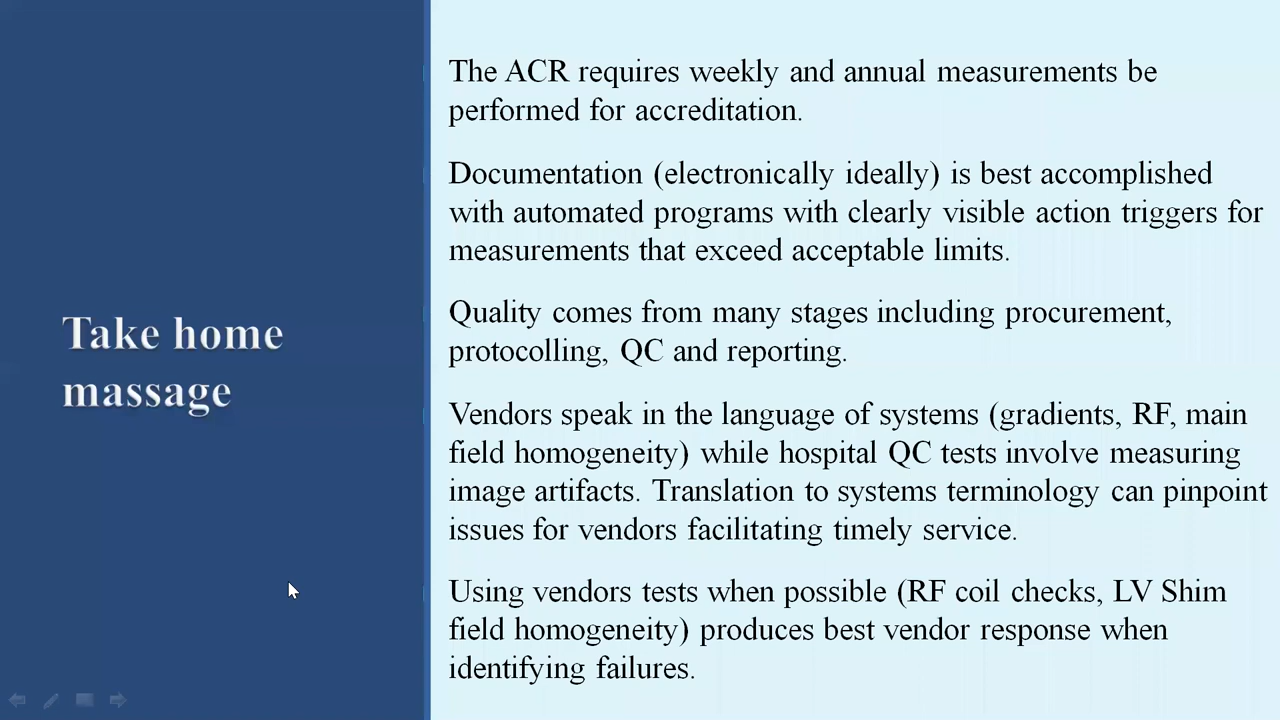 Take home
massage
The ACR requires weekly and annual measurements be
performed for accreditation.
Documentation (electronically ideally) is best accomplished
with automated programs with clearly visible action triggers for
measurements that exceed acceptable limits.
Quality comes from many stages including procurement,
protocolling, QC and reporting.
Vendors speak in the language of systems (gradients, RF, main
field homogeneity) while hospital QC tests involve measuring
image artifacts. Translation to systems terminology can pinpoint
issues for vendors facilitating timely service.
Using vendors tests when possible (RF coil checks, LV Shim
field homogeneity) produces best vendor response when
identifying failures.